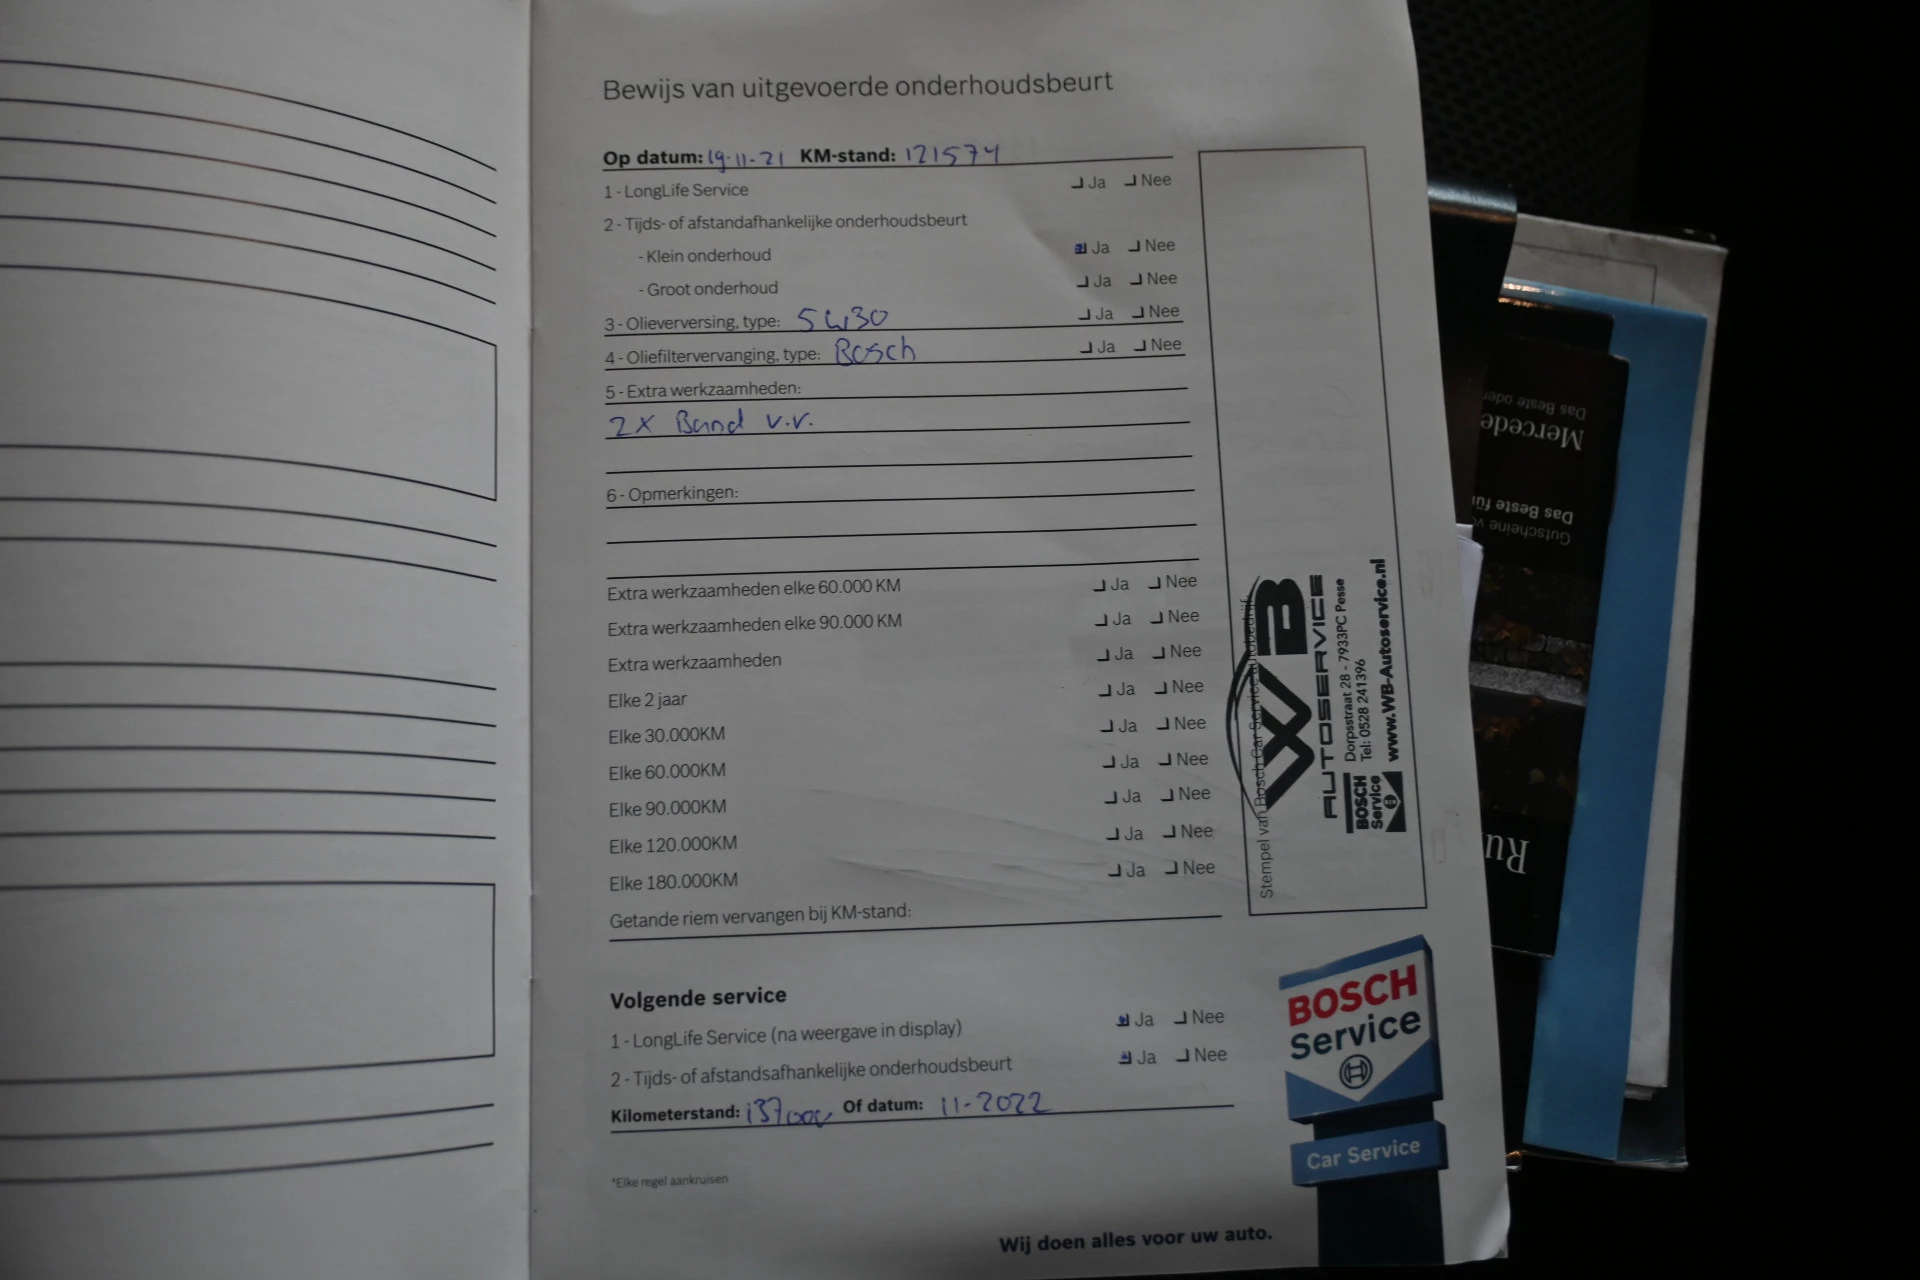 Bewijs van uitgevoerde onderhoudsbeurt
Op datum: 19-11-21 KM-stand: 121574
1 - LongLife Service Ja Nee
2 - Tijds- of afstandafhankelijke onderhoudsbeurt
- Klein onderhoud Ja Nee
- Groot onderhoud Ja Nee
3 - Olieverversing, type: 5W30 Ja Nee
4 - Oliefiltervervanging, type: Bosch Ja Nee
5 - Extra werkzaamheden:
2X Band v.v.
6 - Opmerkingen:
Extra werkzaamheden elke 60.000 KM Ja Nee
Extra werkzaamheden elke 90.000 KM Ja Nee
Extra werkzaamheden Ja Nee
Elke 2 jaar Ja Nee
Elke 30.000KM Ja Nee
Elke 60.000KM Ja Nee
Elke 90.000KM Ja Nee
Elke 120.000KM Ja Nee
Elke 180.000KM Ja Nee
Getande riem vervangen bij KM-stand:
Stempel van Bosch Car Service Autobedrijf:
WB
AUTOSERVICE
BOSCH
Service
Dorpsstraat 28 - 7933PC Pesse
Tel: 0528 241396
www.WB-Autoservice.nl
Volgende service
1 - LongLife Service (na weergave in display) Ja Nee
2 - Tijds- of afstandsafhankelijke onderhoudsbeurt Ja Nee
Kilometerstand: 137000 Of datum: 11-2022
*Elke regel aankruisen
BOSCH
Service
Car Service
Wij doen alles voor uw auto.
Das Beste oder
Mercede
Das Beste für
Gutscheine vo
Ru